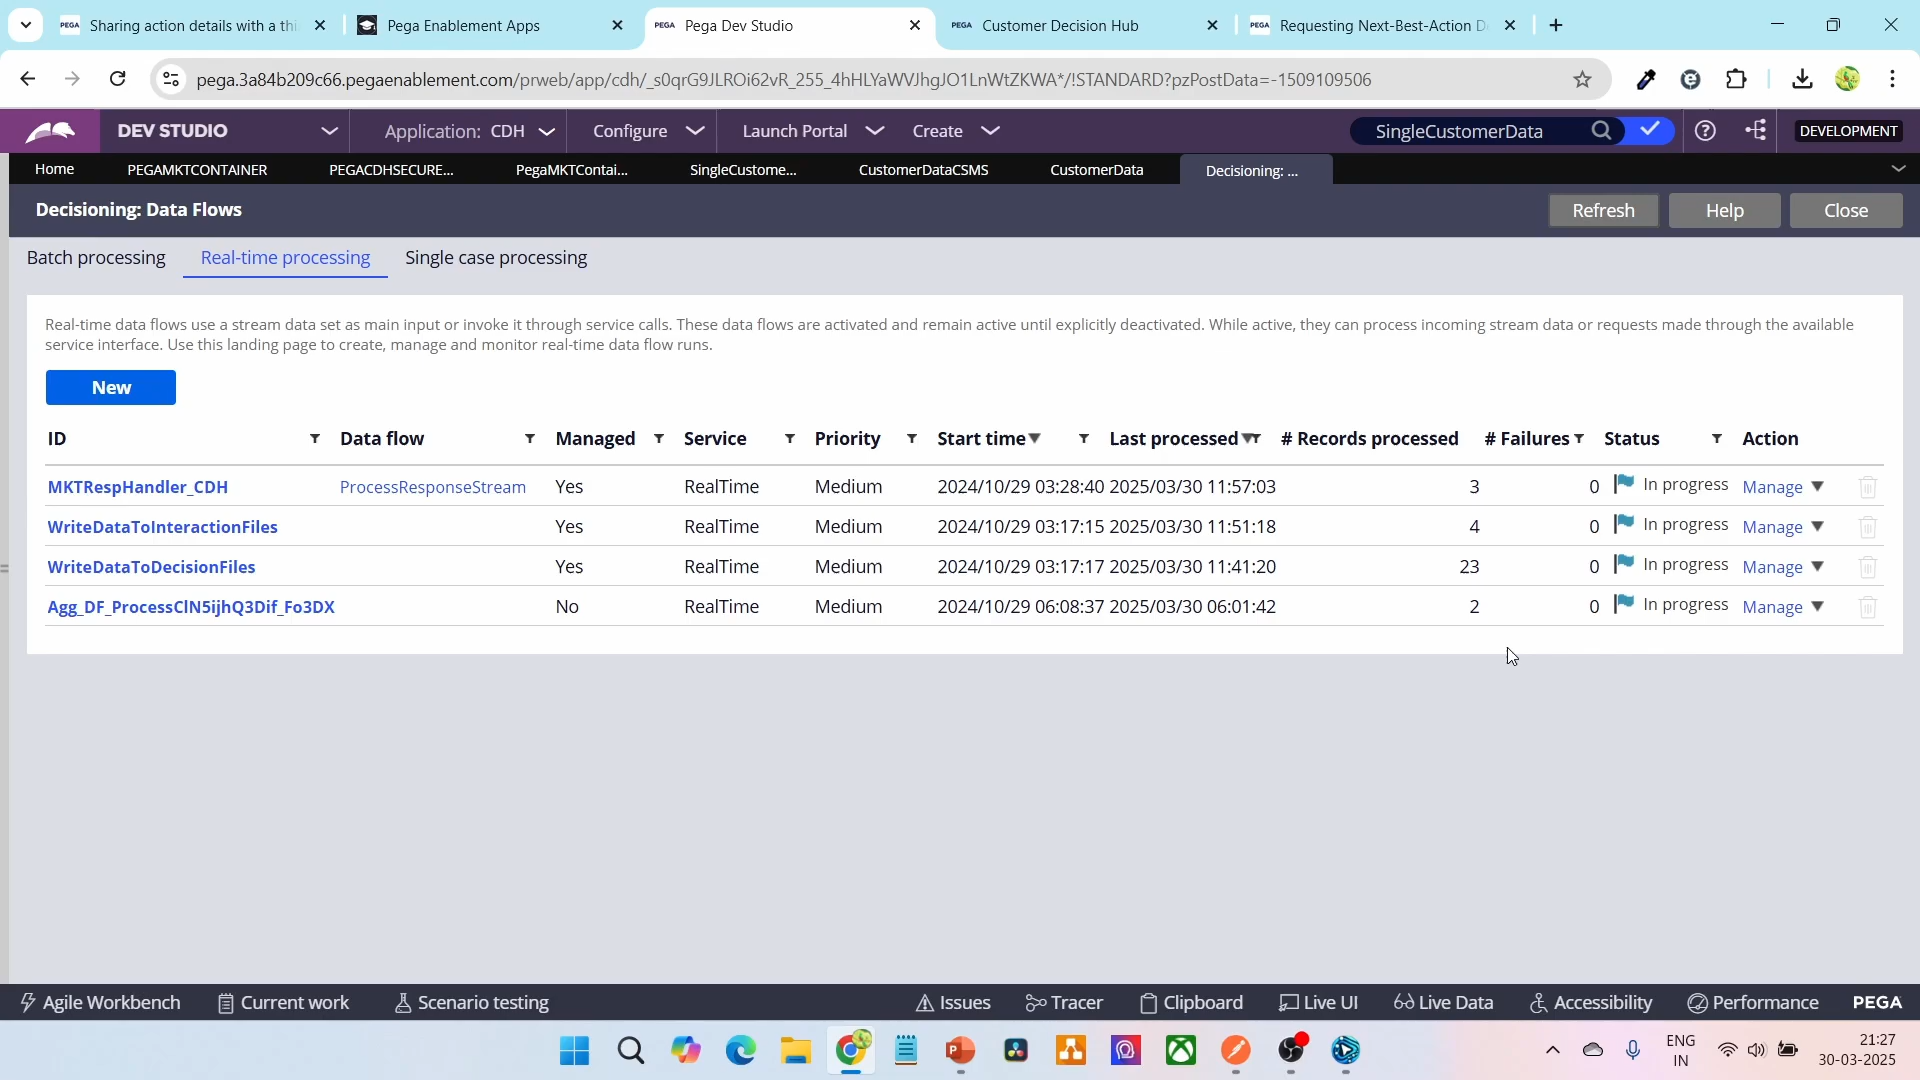 Sharing action details with a thi
Pega Enablement Apps
Pega Dev Studio
Customer Decision Hub
Requesting Next-Best-Action D
pega.3a84b209c66.pegaenablement.com/prweb/app/cdh/_s0qrG9JLROi62vR_255_4hHLYaWVJhgJO1LnWtZKWA*/!STANDARD?pzPostData=-1509109506
DEV STUDIO
Application: CDH
Configure
Launch Portal
Create
SingleCustomerData
DEVELOPMENT
Home
PEGAMKTCONTAINER
PEGACDHSECURE...
PegaMKTContai...
SingleCustome...
CustomerDataCSMS
CustomerData
Decisioning: ...
Decisioning: Data Flows
Refresh
Help
Close
Batch processing
Real-time processing
Single case processing
Real-time data flows use a stream data set as main input or invoke it through service calls. These data flows are activated and remain active until explicitly deactivated. While active, they can process incoming stream data or requests made through the available
service interface. Use this landing page to create, manage and monitor real-time data flow runs.
New
ID Data flow Managed Service Priority Start time Last processed # Records processed # Failures Status Action
MKTRespHandler_CDH ProcessResponseStream Yes RealTime Medium 2024/10/29 03:28:40 2025/03/30 11:57:03 3 0 In progress Manage
WriteDataToInteractionFiles Yes RealTime Medium 2024/10/29 03:17:15 2025/03/30 11:51:18 4 0 In progress Manage
WriteDataToDecisionFiles Yes RealTime Medium 2024/10/29 03:17:17 2025/03/30 11:41:20 23 0 In progress Manage
Agg_DF_ProcessClN5ijhQ3Dif_Fo3DX No RealTime Medium 2024/10/29 06:08:37 2025/03/30 06:01:42 2 0 In progress Manage
Agile Workbench
Current work
Scenario testing
Issues
Tracer
Clipboard
Live UI
Live Data
Accessibility
Performance
PEGA
ENG
IN
21:27
30-03-2025